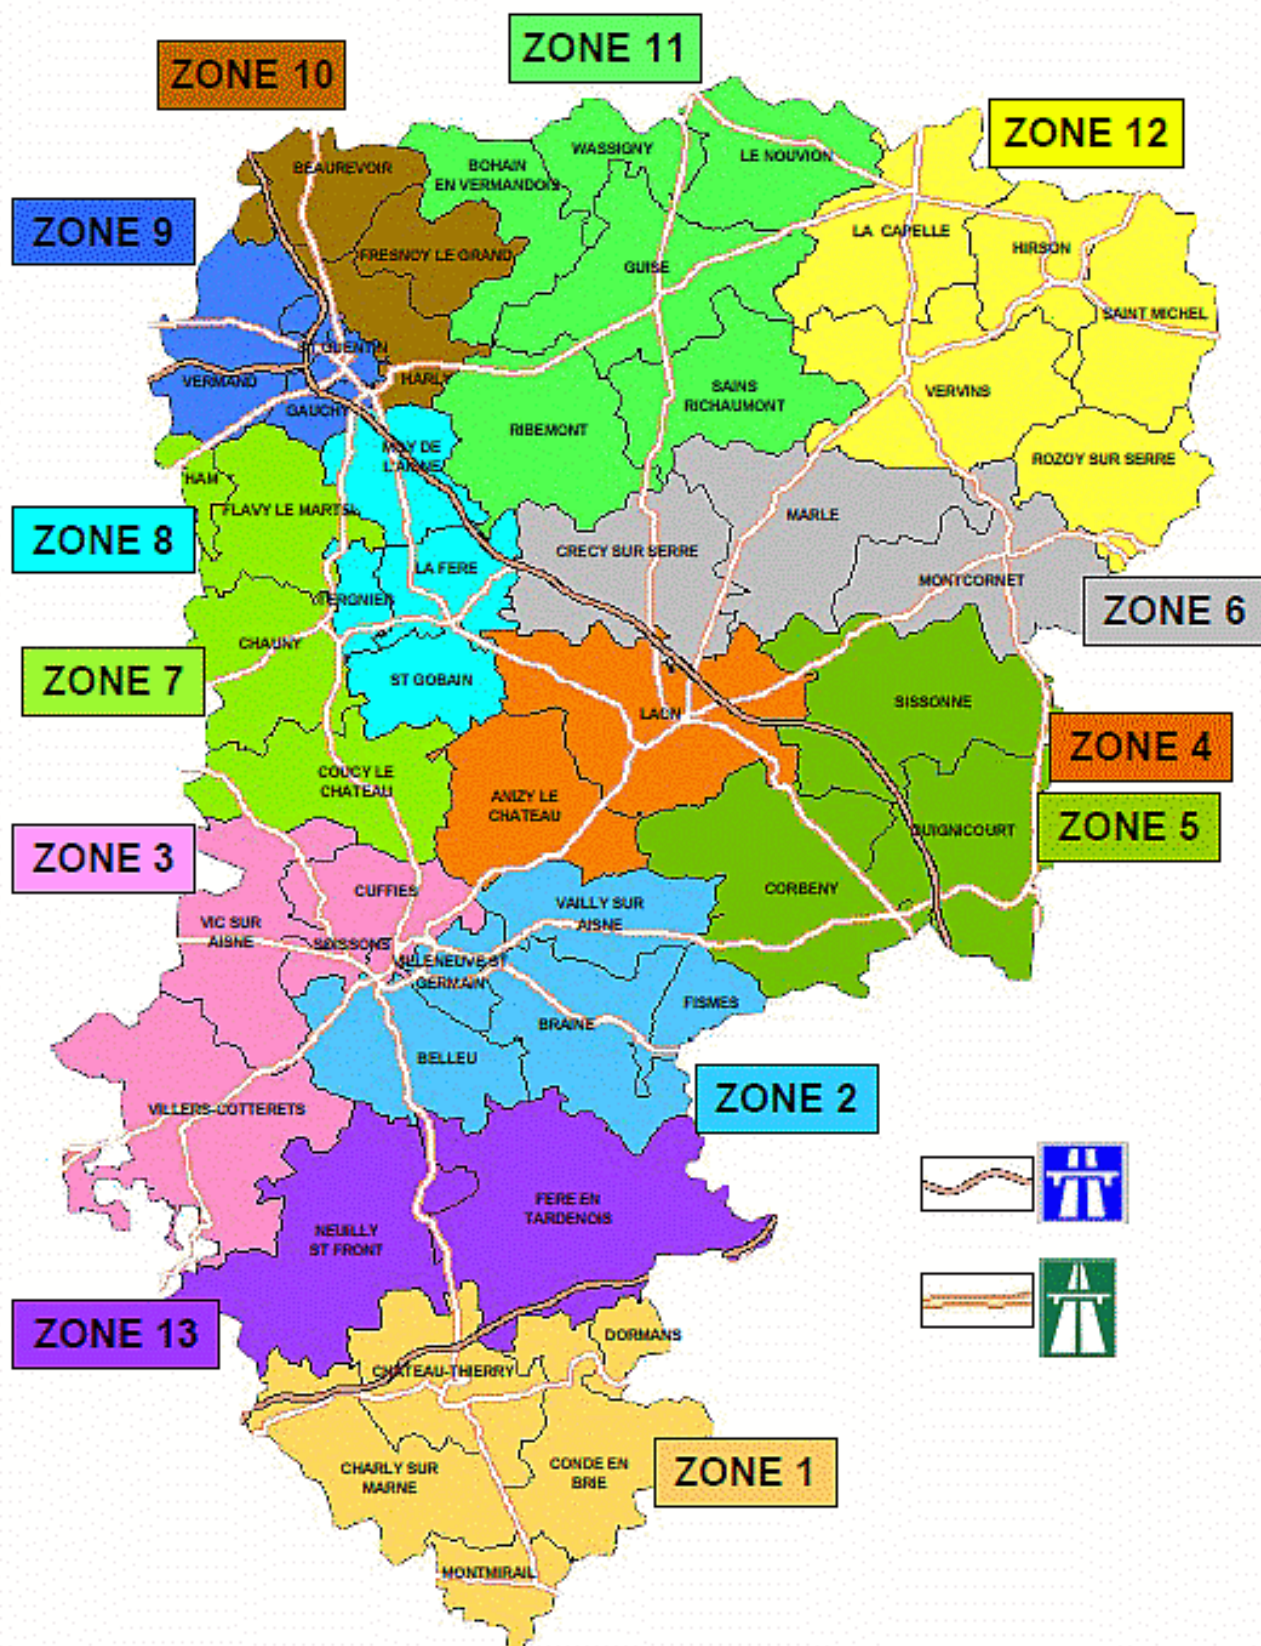 ZONE 11
ZONE 10
ZONE 12
WASSIGNY
LE NOUVION
BEAUREVOIR
BOHAIN
EN VERMANDOIS
ZONE 9
LA CAPELLE
HIRSON
FRESNOY LE GRAND
GUISE
SAINT MICHEL
ST QUENTIN
VERMAND
HARLY
GAUCHY
SAINS
RICHAUMONT
VERVINS
RIBEMONT
MOY DE
L'AISNE
ROZOY SUR SERRE
HAM
FLAVY LE MARTEL
MARLE
ZONE 8
CRECY SUR SERRE
LA FERE
MONTCORNET
TERGNIER
ZONE 6
CHAUNY
ZONE 7
ST GOBAIN
SISSONNE
LAON
ZONE 4
COUCY LE
CHATEAU
ANIZY LE
CHATEAU
GUIGNICOURT
ZONE 5
ZONE 3
CUFFIES
CORBENY
VAILLY SUR
AISNE
VIC SUR
AISNE
SOISSONS
VILLENEUVE ST
GERMAIN
FISMES
BRAINE
BELLEU
ZONE 2
VILLERS-COTTERETS
FERE EN
TARDENOIS
NEUILLY
ST FRONT
ZONE 13
DORMANS
CHATEAU-THIERRY
CHARLY SUR
MARNE
CONDE EN
BRIE
ZONE 1
MONTMIRAIL